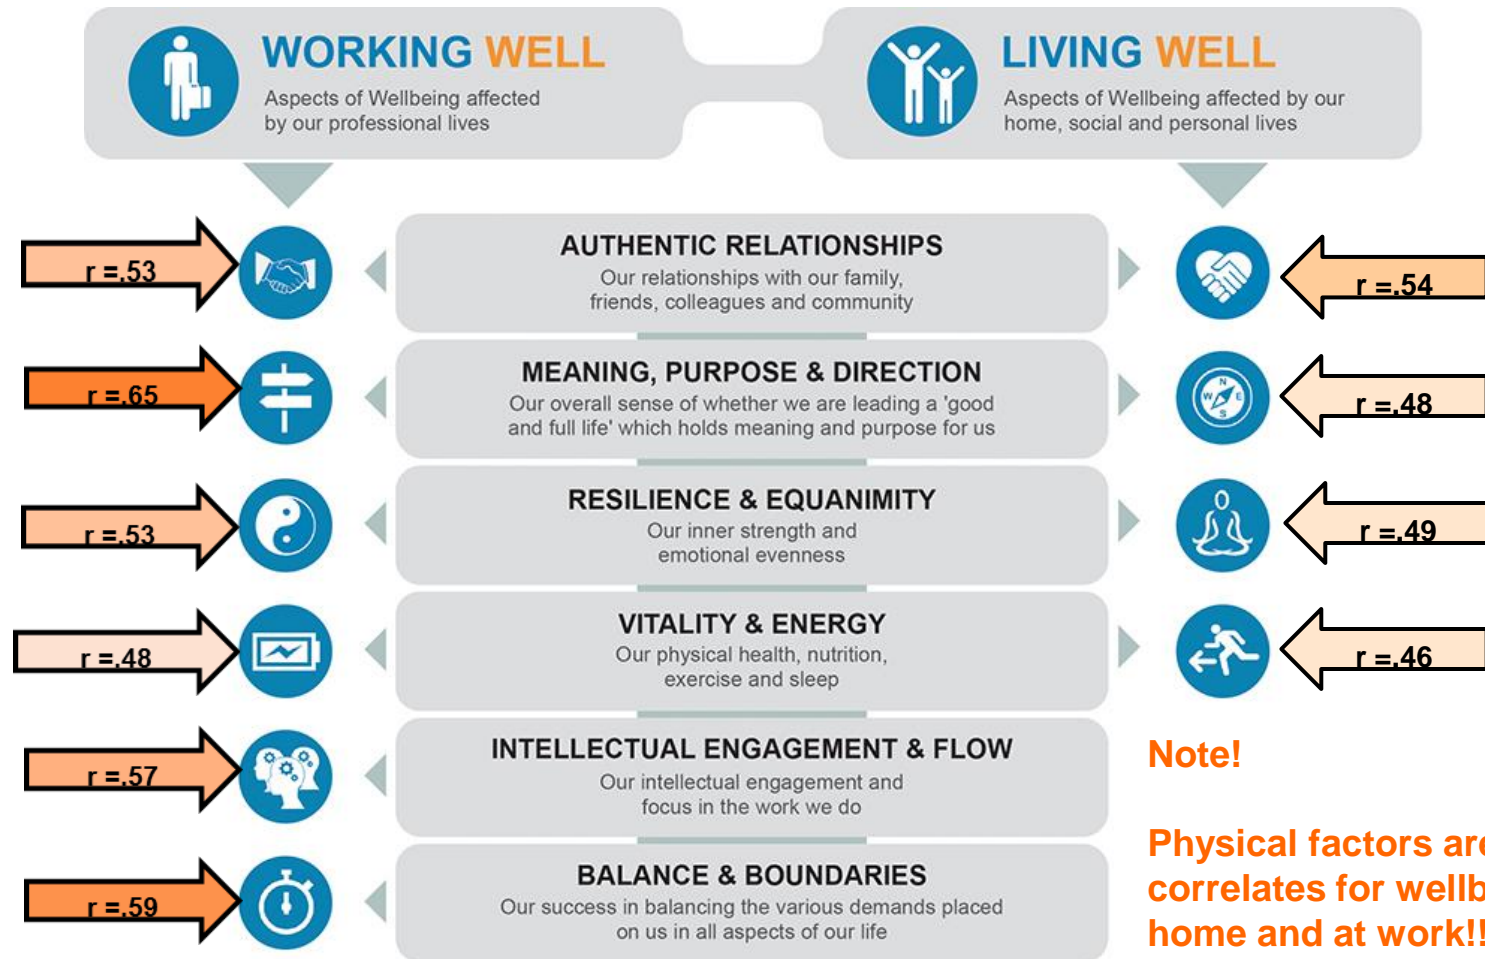 WORKING WELL
Aspects of Wellbeing affected
by our professional lives
LIVING WELL
Aspects of Wellbeing affected by our
home, social and personal lives
r =.53
AUTHENTIC RELATIONSHIPS
Our relationships with our family,
friends, colleagues and community
r =.54
r =.65
MEANING, PURPOSE & DIRECTION
Our overall sense of whether we are leading a 'good
and full life' which holds meaning and purpose for us
N
W E
S
r =.48
r =.53
RESILIENCE & EQUANIMITY
Our inner strength and
emotional evenness
r =.49
r =.48
VITALITY & ENERGY
Our physical health, nutrition,
exercise and sleep
r =.46
r =.57
INTELLECTUAL ENGAGEMENT & FLOW
Our intellectual engagement and
focus in the work we do
r =.59
BALANCE & BOUNDARIES
Our success in balancing the various demands placed
on us in all aspects of our life
Note!
Physical factors are
correlates for
home and at work!!